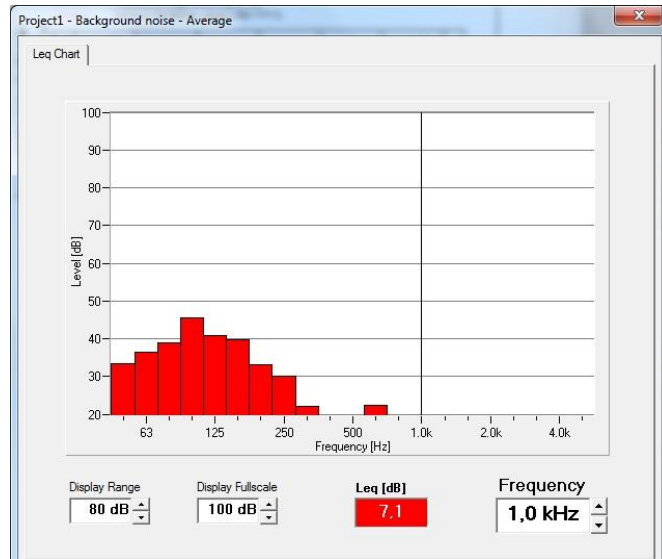 Project1 - Background noise - Average
x
Leq Chart
100
90
80
70
60
50
40
30
20
Level [dB]
63 125 250 500 1.0k 2.0k 4.0k
Frequency [Hz]
Display Range Display Fullscale Leq [dB] Frequency
80 dB 100 dB 7,1 1,0 kHz